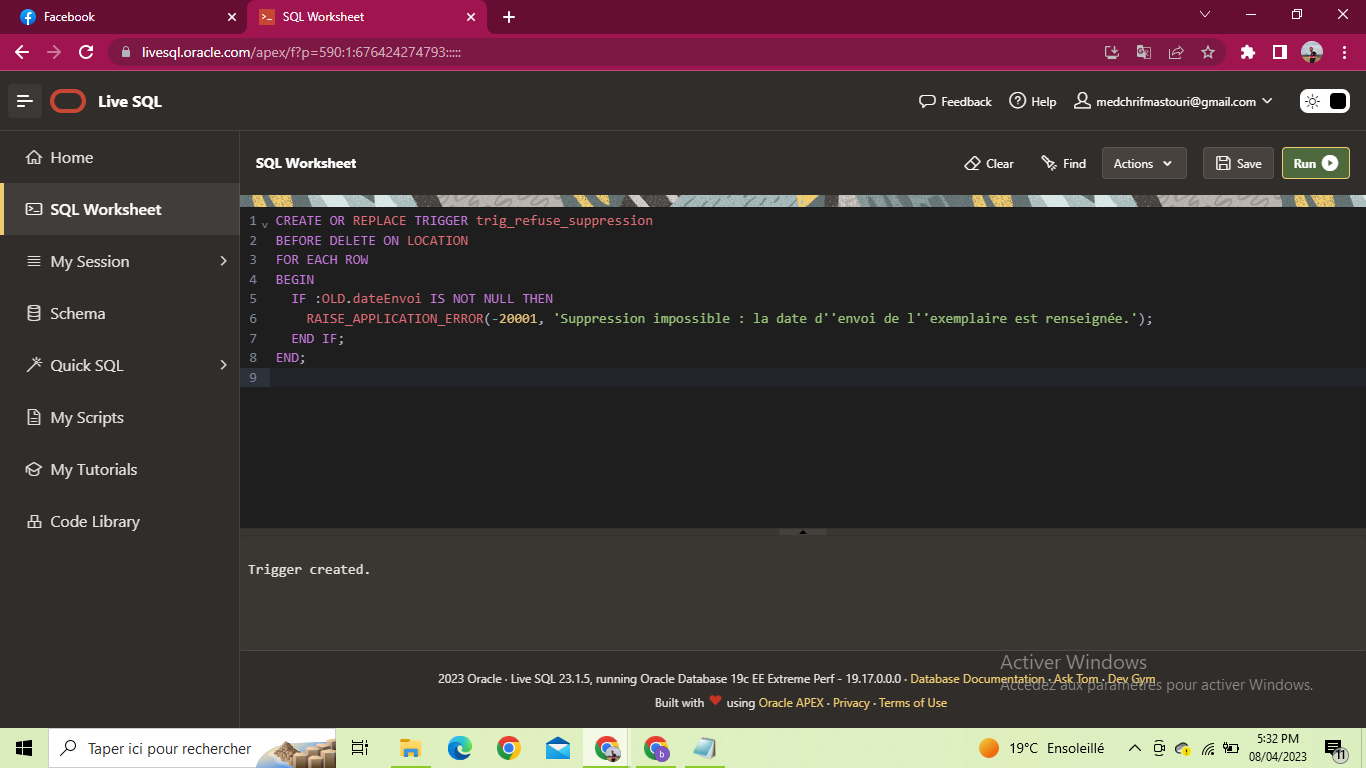 Facebook
SQL Worksheet
livesql.oracle.com/apex/f?p=590:1:676424274793:::::
Live SQL
Feedback
Help
medchrifmastouri@gmail.com
Home
SQL Worksheet
My Session
Schema
Quick SQL
My Scripts
My Tutorials
Code Library
SQL Worksheet
Clear
Find
Actions
Save
Run
1 CREATE OR REPLACE TRIGGER trig_refuse_suppression
2 BEFORE DELETE ON LOCATION
3 FOR EACH ROW
4 BEGIN
5 IF :OLD.dateEnvoi IS NOT NULL THEN
6 RAISE_APPLICATION_ERROR(-20001, 'Suppression impossible : la date d''envoi de l''exemplaire est renseignée.');
7 END IF;
8 END;
9
Trigger created.
2023 Oracle · Live SQL 23.1.5, running Oracle Database 19c EE Extreme Perf - 19.17.0.0.0 · Database Documentation · Ask Tom · Dev Gym
Built with ❤ using Oracle APEX · Privacy · Terms of Use
Activer Windows
Accédez aux paramètres pour activer Windows.
Taper ici pour rechercher
b
19°C Ensoleillé
5:32 PM
08/04/2023
11